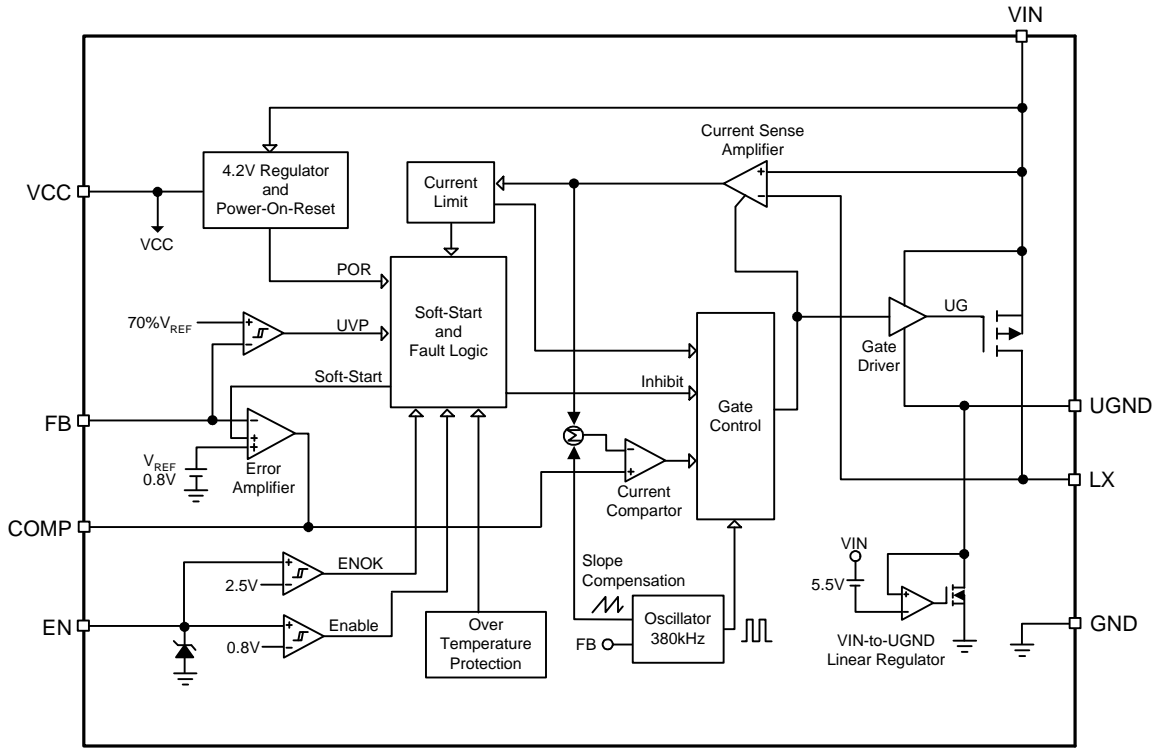 VIN
Current Sense
Amplifier
4.2V Regulator
and
Power-On-Reset
Current
Limit
VCC
VCC
POR
UG
70%VREF
UVP
Soft-Start
and
Fault Logic
Gate
Driver
Soft-Start
Inhibit
Gate
Control
UGND
FB
VREF
0.8V
Error
Amplifier
Σ
Current
Compartor
LX
COMP
VIN
5.5V
ENOK
2.5V
Slope
Compensation
EN
Enable
0.8V
Over
Temperature
Protection
Oscillator
380kHz
FB
VIN-to-UGND
Linear Regulator
GND